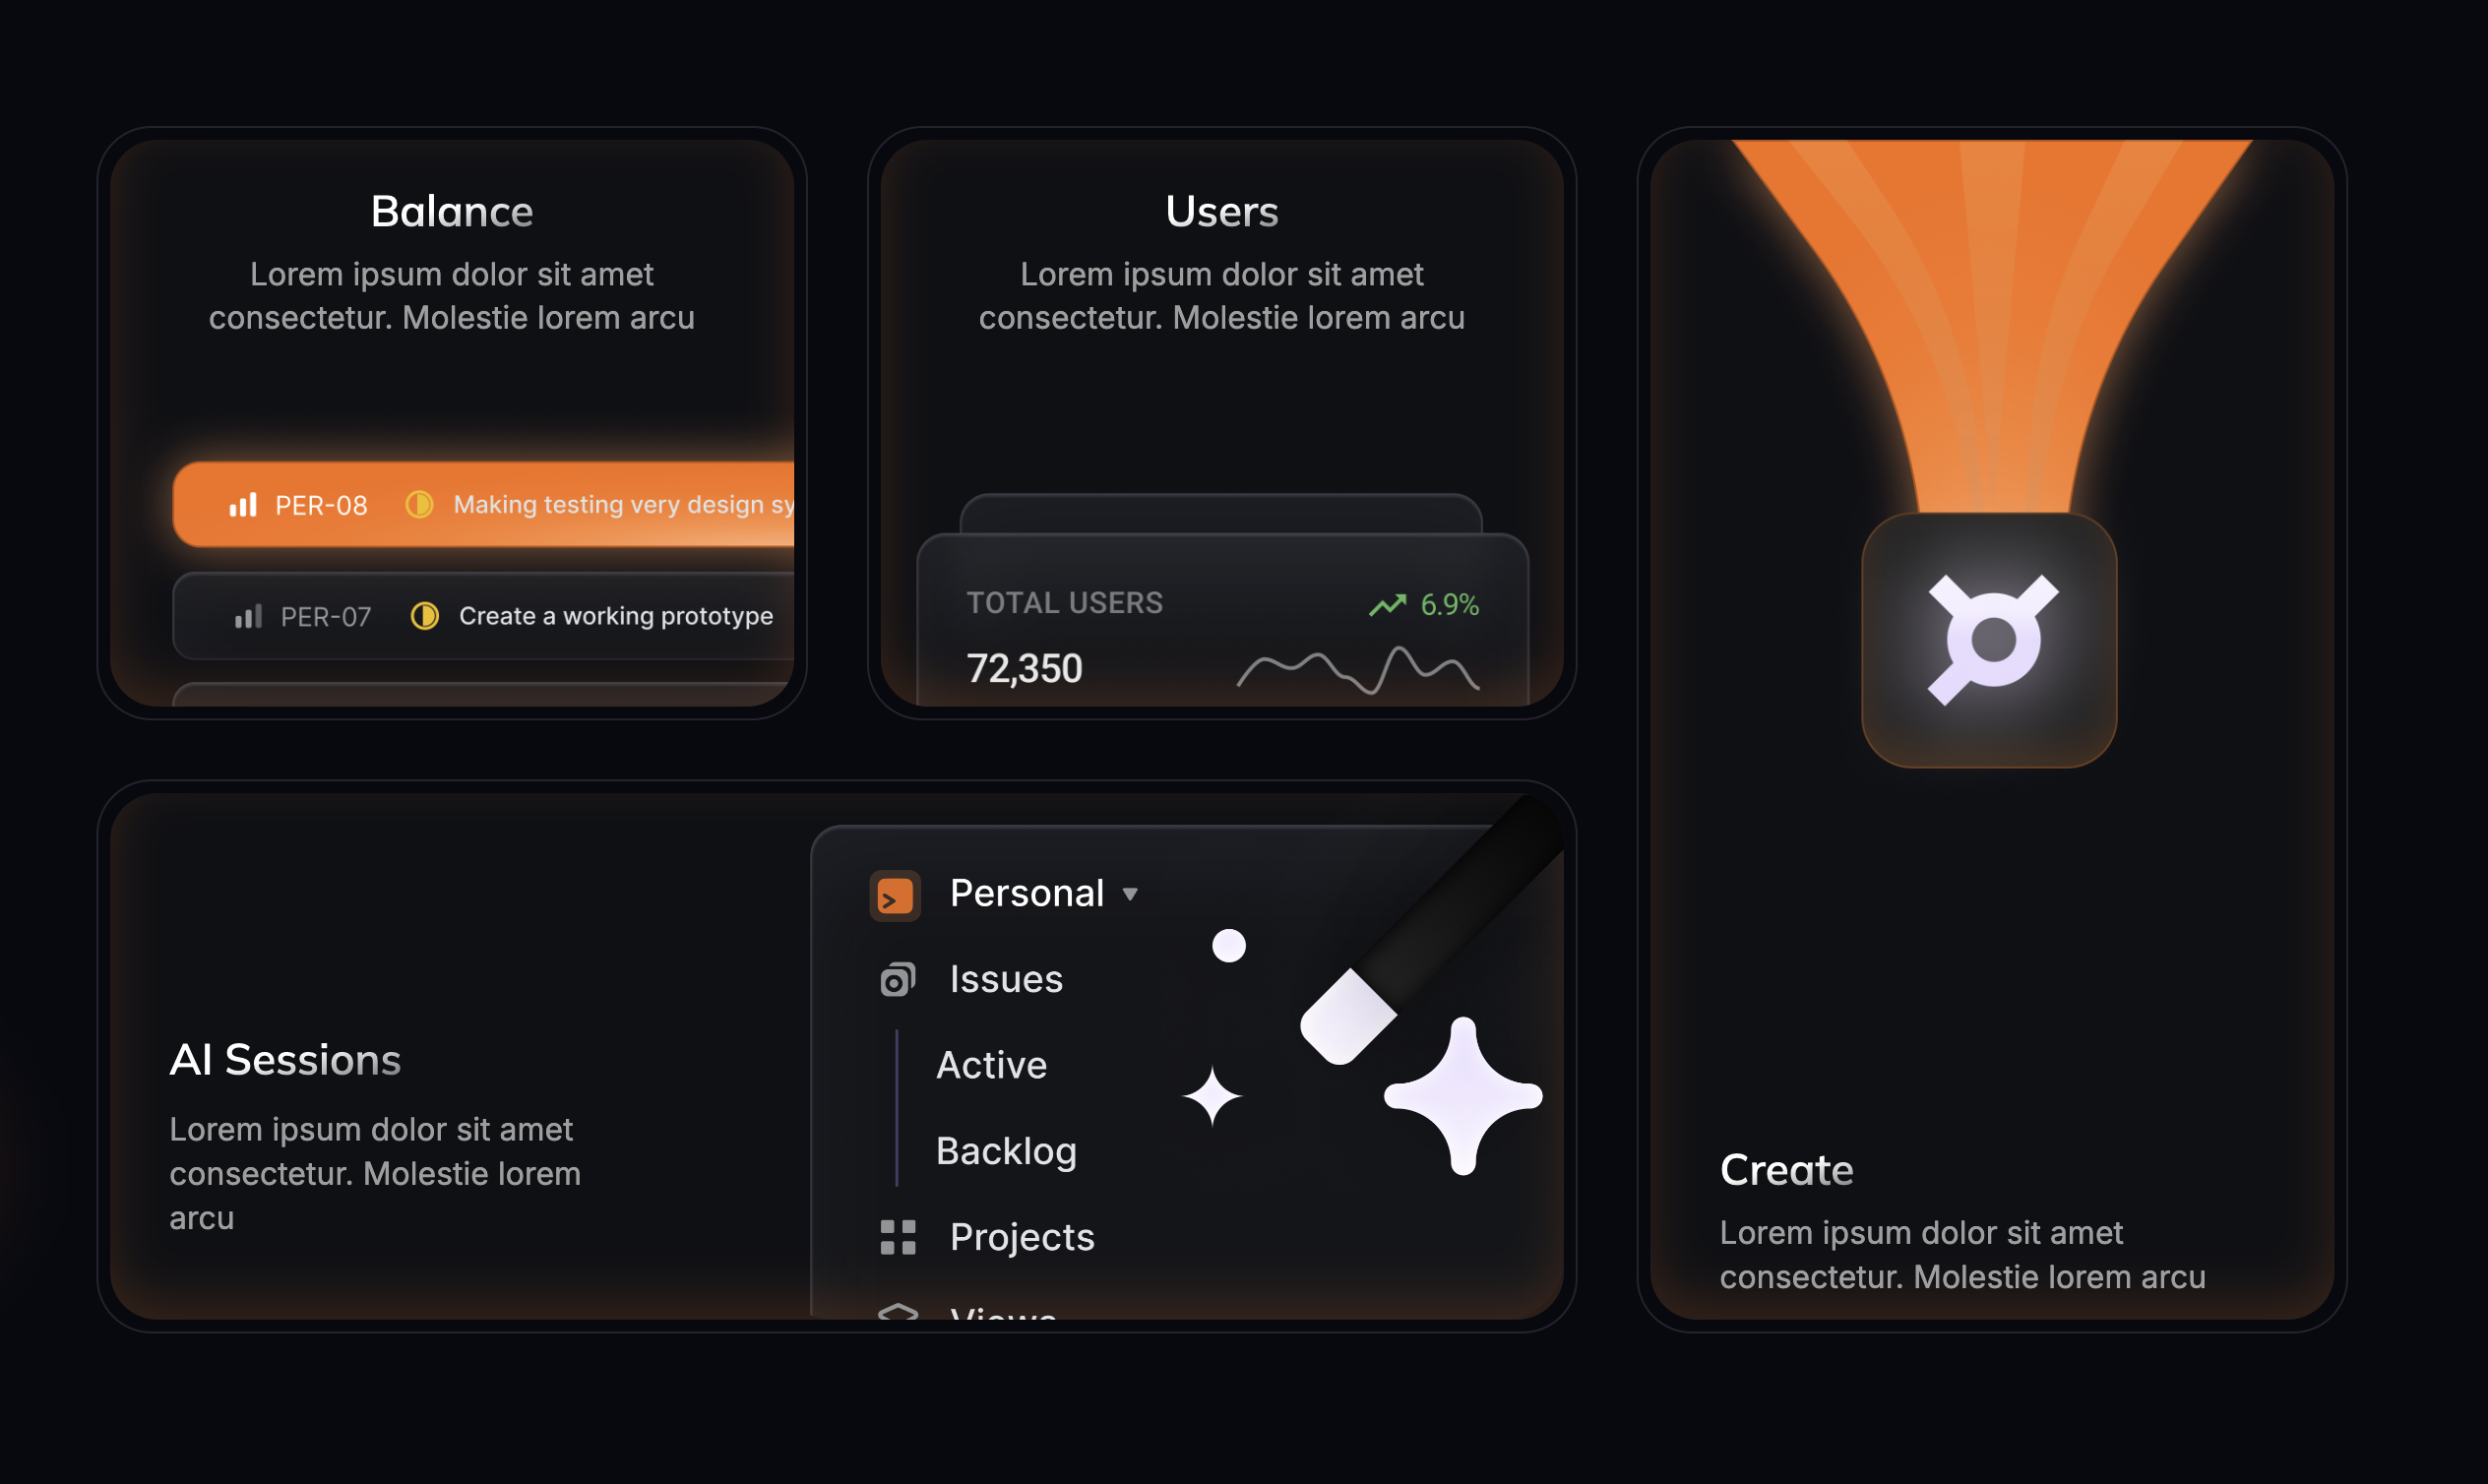 Balance
Lorem ipsum dolor sit amet
consectetur. Molestie lorem arcu
PER-08 Making testing very design sy
PER-07 Create a working prototype
Users
Lorem ipsum dolor sit amet
consectetur. Molestie lorem arcu
TOTAL USERS 6.9%
72,350
AI Sessions
Lorem ipsum dolor sit amet
consectetur. Molestie lorem
arcu
Personal
Issues
Active
Backlog
Projects
Views
Create
Lorem ipsum dolor sit amet
consectetur. Molestie lorem arcu